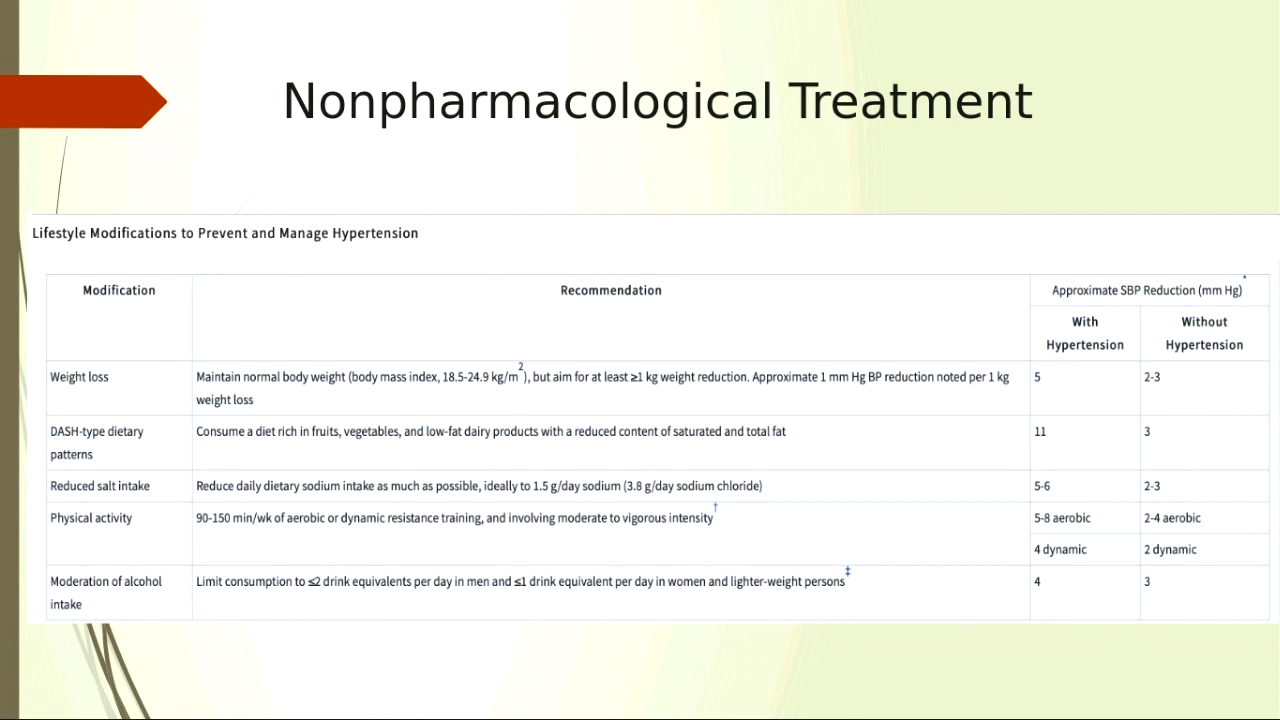 Nonpharmacological Treatment
Lifestyle Modifications to Prevent and Manage Hypertension
Modification
Recommendation
Approximate SBP Reduction (mm Hg)*
With
Hypertension
Without
Hypertension
Weight loss
Maintain normal body weight (body mass index, 18.5-24.9 kg/m2), but aim for at least ≥1 kg weight reduction. Approximate 1 mm Hg BP reduction noted per 1 kg
weight loss
5
2-3
DASH-type dietary
patterns
Consume a diet rich in fruits, vegetables, and low-fat dairy products with a reduced content of saturated and total fat
11
3
Reduced salt intake
Reduce daily dietary sodium intake as much as possible, ideally to 1.5 g/day sodium (3.8 g/day sodium chloride)
5-6
2-3
Physical activity
90-150 min/wk of aerobic or dynamic resistance training, and involving moderate to vigorous intensity†
5-8 aerobic
2-4 aerobic
4 dynamic
2 dynamic
Moderation of alcohol
intake
Limit consumption to ≤2 drink equivalents per day in men and ≤1 drink equivalent per day in women and lighter-weight persons‡
4
3